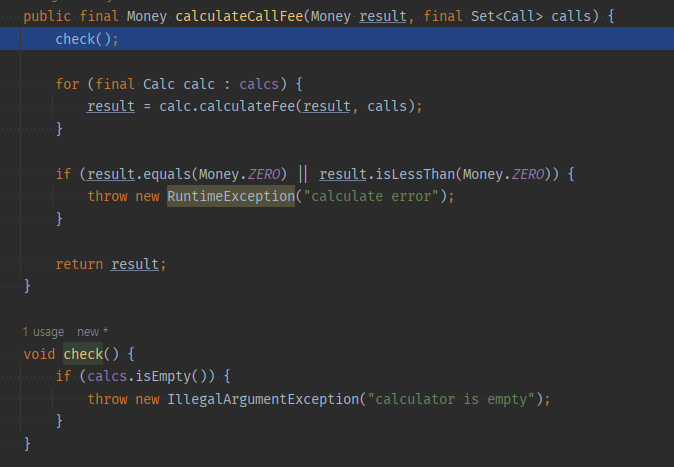 public final Money calculateCallFee(Money result, final Set<Call> calls) {
    check();

    for (final Calc calc : calcs) {
        result = calc.calculateFee(result, calls);
    }

    if (result.equals(Money.ZERO) || result.isLessThan(Money.ZERO)) {
        throw new RuntimeException("calculate error");
    }

    return result;
}

1 usage   new *
void check() {
    if (calcs.isEmpty()) {
        throw new IllegalArgumentException("calculator is empty");
    }
}